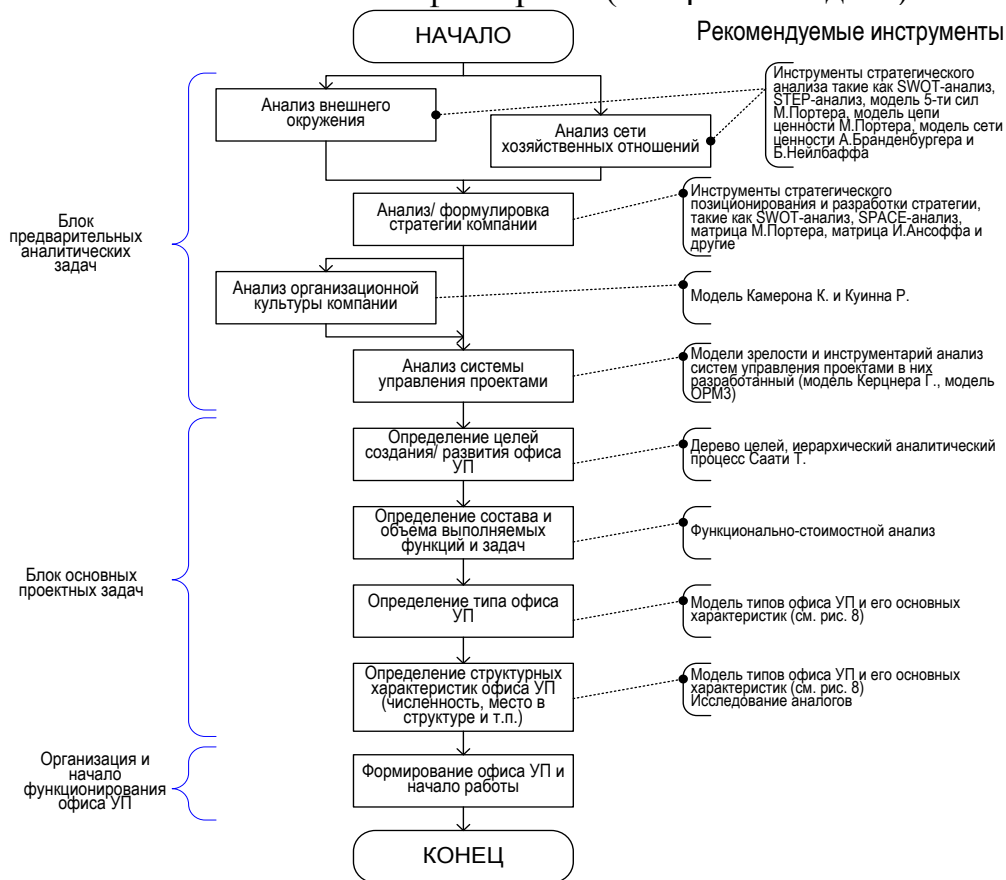 НАЧАЛО
Рекомендуемые инструменты
Анализ внешнего
окружения
Анализ сети
хозяйственных отношений
Инструменты стратегического
анализа такие как SWOT-анализ,
STEP-анализ, модель 5-ти сил
М.Портера, модель цепи
ценности М.Портера, модель сети
ценности А.Бранденбургера и
Б.Нейлбаффа
Блок
предварительных
аналитических
задач
Анализ/ формулировка
стратегии компании
Инструменты стратегического
позиционирования и разработки стратегии,
такие как SWOT-анализ, SPACE-анализ,
матрица М.Портера, матрица И.Ансоффа и
другие
Анализ организационной
культуры компании
Модель Камерона К. и Куинна Р.
Анализ системы
управления проектами
Модели зрелости и инструментарий анализ
систем управления проектами в них
разработанный (модель Керцнера Г., модель
OPM3)
Блок основных
проектных задач
Определение целей
создания/ развития офиса
УП
Дерево целей, иерархический аналитический
процесс Саати Т.
Определение состава и
объема выполняемых
функций и задач
Функционально-стоимостной анализ
Определение типа офиса
УП
Модель типов офиса УП и его основных
характеристик (см. рис. 8)
Определение структурных
характеристик офиса УП
(численность, место в
структуре и т.п.)
Модель типов офиса УП и его основных
характеристик (см. рис. 8)
Исследование аналогов
Организация и
начало
функционирования
офиса УП
Формирование офиса УП и
начало работы
КОНЕЦ